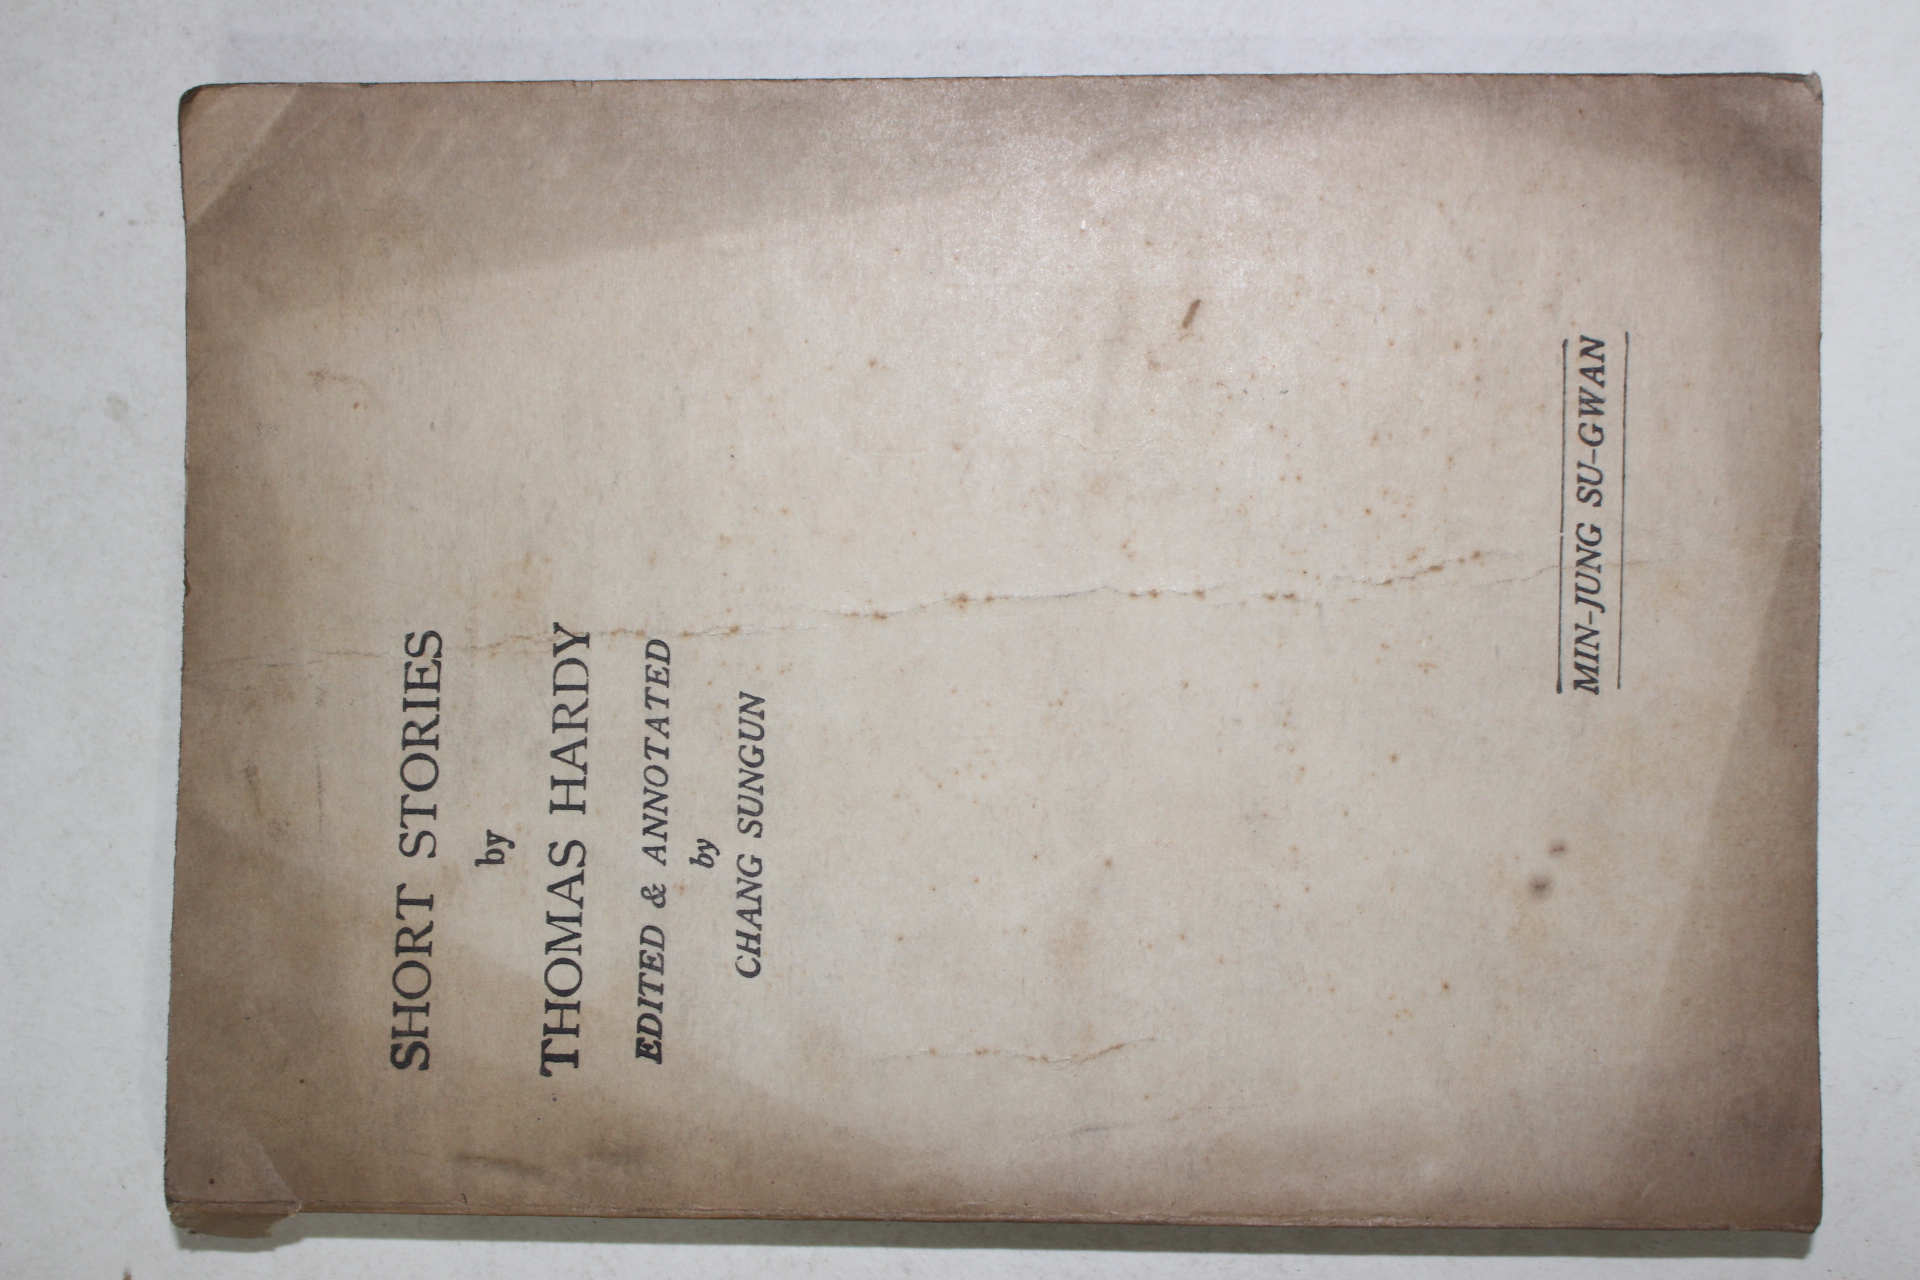 SHORT STORIES
by
THOMAS HARDY
EDITED & ANNOTATED
by
CHANG SUNGUN
MIN-JUNG SU-GWAN